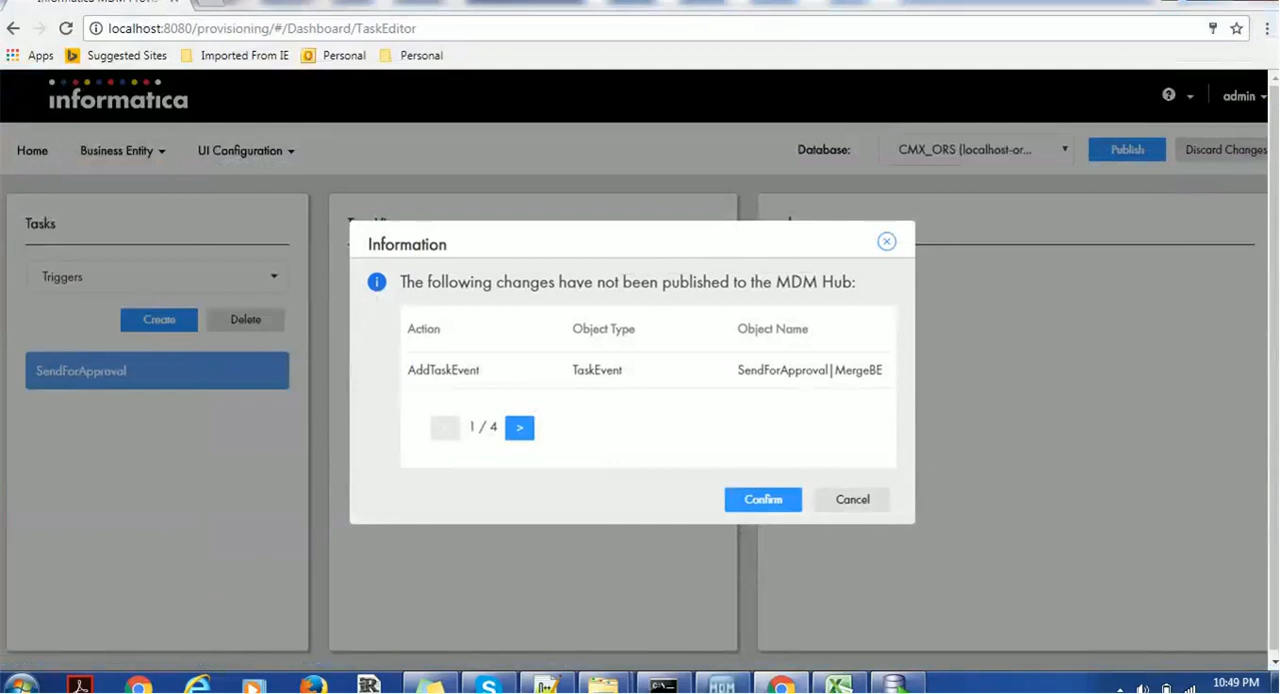 localhost:8080/provisioning/#/Dashboard/TaskEditor
Apps Suggested Sites Imported From IE Personal Personal
informatica
admin
Home Business Entity UI Configuration Database: CMX_ORS (localhost-or... Publish Discard Changes
Tasks
Triggers
Create Delete
SendForApproval
Information
The following changes have not been published to the MDM Hub:
Action Object Type Object Name
AddTaskEvent TaskEvent SendForApproval|MergeBE
1 / 4 >
Confirm Cancel
10:49 PM